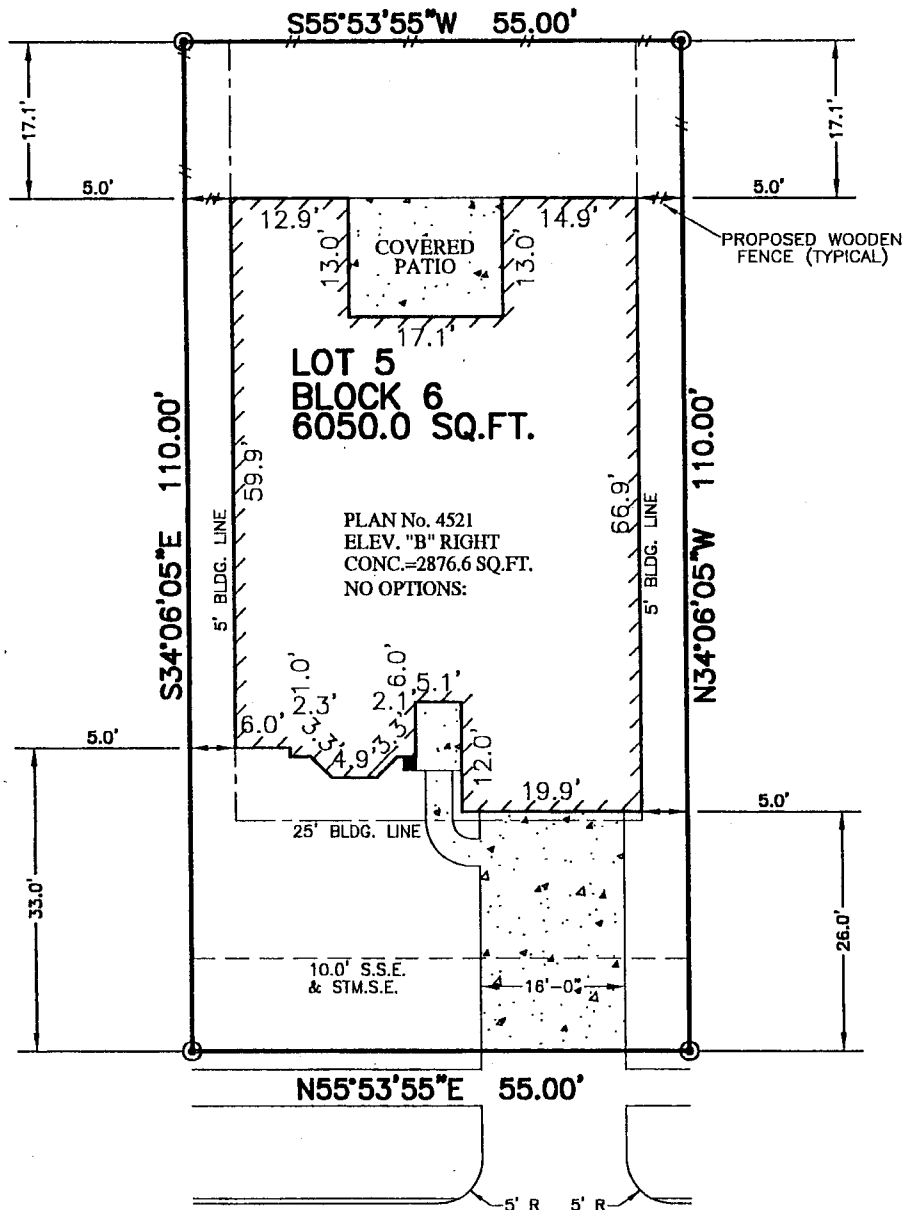 S55°53'55"W 55.00'
17.1'
17.1'
5.0'
5.0'
12.9'
14.9'
PROPOSED WOODEN
FENCE (TYPICAL)
13.0'
COVERED
PATIO
13.0'
17.1'
LOT 5
BLOCK 6
6050.0 SQ.FT.
S34°06'05"E 110.00'
N34°06'05"W 110.00'
59.9'
66.9'
5' BLDG. LINE
5' BLDG. LINE
PLAN No. 4521
ELEV. "B" RIGHT
CONC.=2876.6 SQ.FT.
NO OPTIONS:
6.0'
1.0'
2.3'
3.3'
4.9'
3.3'
2.1'
6.0'
5.1'
12.0'
19.9'
5.0'
5.0'
25' BLDG. LINE
33.0'
26.0'
10.0' S.S.E.
& STM.S.E.
16'-0"
N55°53'55"E 55.00'
5' R
5' R